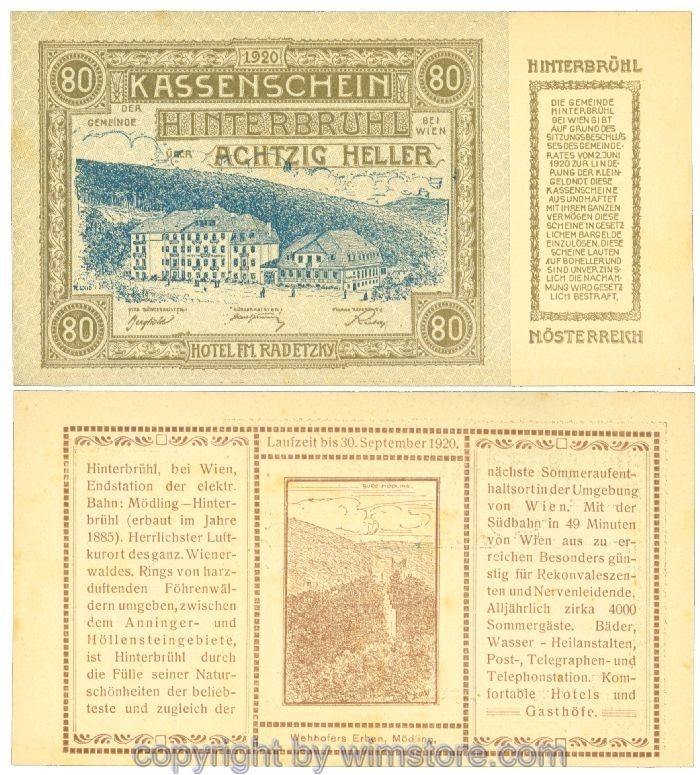 80
1920
80
KASSENSCHEIN
DER
GEMEINDE
HINTERBRÜHL
BEI
WIEN
ÜBER
ACHTZIG HELLER
80
80
HOTEL F.M. RADETZKY
HINTERBRÜHL
DIE GEMEINDE
HINTERBRÜHL
BEI WIEN GIBT
AUF GRUND DES
SITZUNGSBESCHLUS
SES DES GEMEINDE-
RATES VOM 2. JUNI
1920 ZUR LINDE-
RUNG DER KLEIN-
GELDNOT DIESE
KASSENSCHEINE
AUS UND HAFTET
MIT IHREM GANZEN
VERMÖGEN DIESE
SCHEINE IN GESETZ
LICHEM BARGELDE
EINZULÖSEN. DIESE
SCHEINE LAUTEN
AUF 80 HELLER UND
SIND UNVERZINS-
LICH DIE NACHAH-
MUNG WIRD GESETZ
LICH BESTRAFT.
N.ÖSTERREICH
Laufzeit bis 30. September 1920.
Hinterbrühl, bei Wien,
Endstation der elektr.
Bahn: Mödling—Hinter-
brühl (erbaut im Jahre
1885). Herrlichster Luft-
kurort des ganz. Wiener-
waldes. Rings von harz-
duftenden Föhrenwäl-
dern umgeben, zwischen
dem Anninger- und
Höllensteingebiete,
ist Hinterbrühl durch
die Fülle seiner Natur-
schönheiten der belieb-
teste und zugleich der
BURG MÖDLING
nächste Sommeraufent-
haltsort in der Umgebung
von Wien. Mit der
Südbahn in 49 Minuten
von Wien aus zu er-
reichen Besonders gün-
stig für Rekonvaleszen-
ten und Nervenleidende.
Alljährlich zirka 4000
Sommergäste. Bäder,
Wasser - Heilanstalten,
Post-, Telegraphen- und
Telephonstation. Kom-
fortable Hotels und
Gasthöfe.
Wehhofers Erben, Mödling.
copyright by wimstore.com